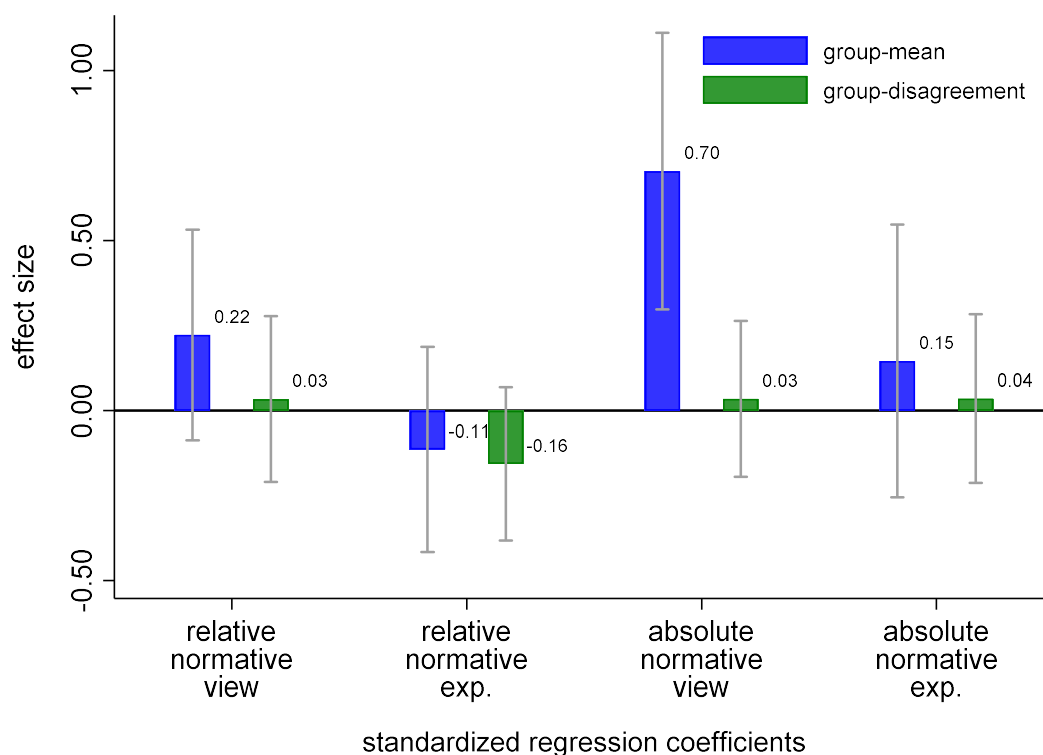 group-mean
group-disagreement
effect size
1.00
0.50
0.00
-0.50
0.22
0.03
-0.11
-0.16
0.70
0.03
0.15
0.04
relative
normative
view
relative
normative
exp.
absolute
normative
view
absolute
normative
exp.
standardized regression coefficients